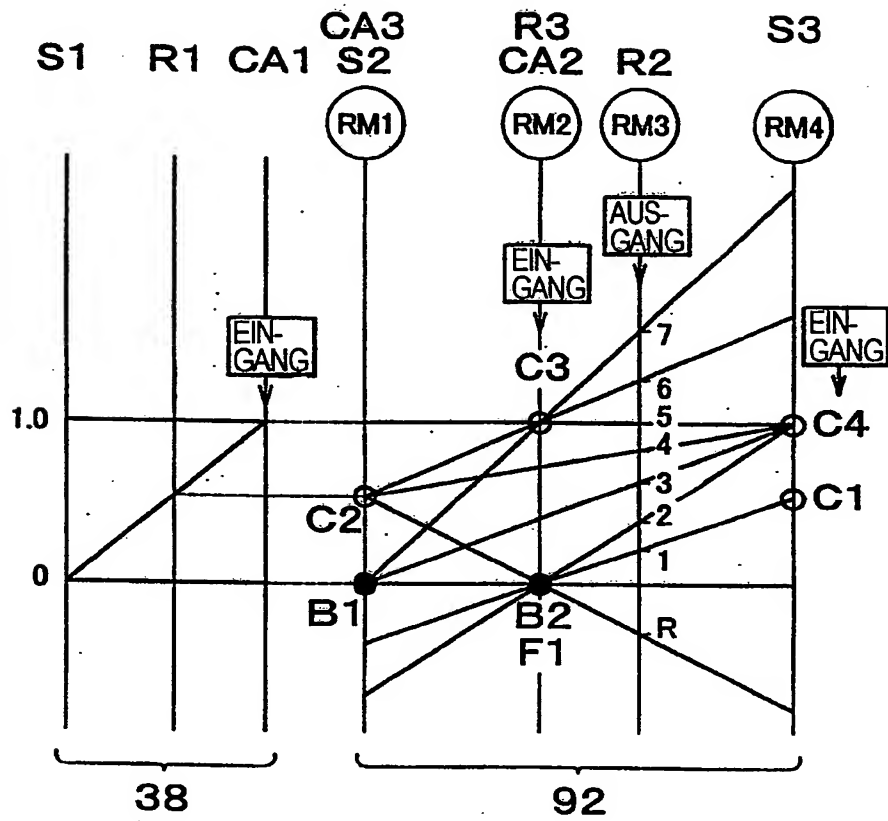 CA3 R3 S3
S1 R1 CA1 S2 CA2 R2
RM1 RM2 RM3 RM4
AUS-
GANG
EIN-
GANG
EIN-
GANG
EIN-
GANG
7
C3
6
1.0
5
C4
4
3
C1
C2
2
1
0
B1
B2
R
F1
38
92